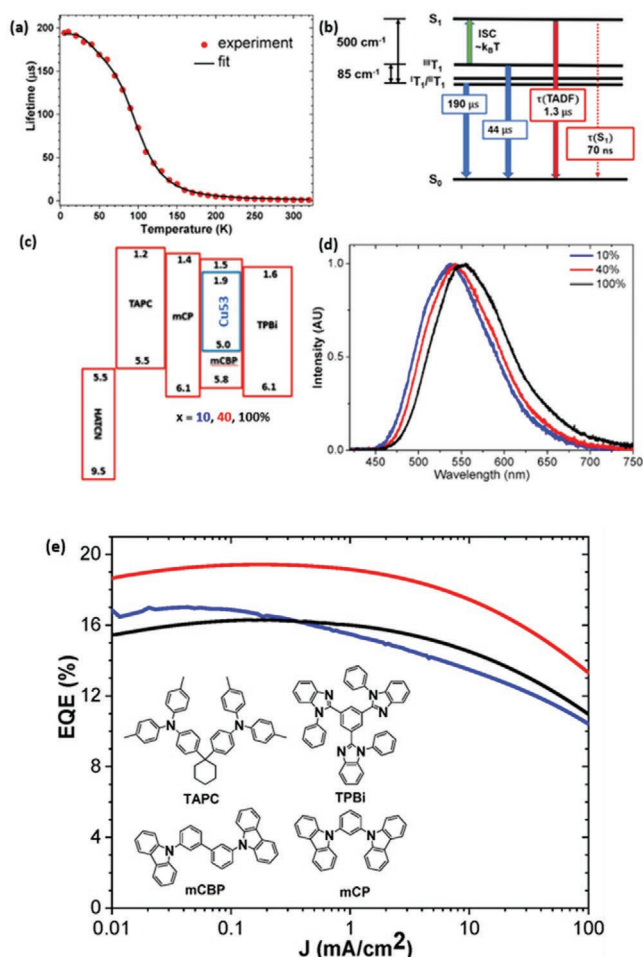 (a)
200
150
100
50
0
Lifetime (μs)
experiment
fit
0 50 100 150 200 250 300
Temperature (K)
(b)
S1
500 cm-1
ISC
~kBT
85 cm-1
IIIT1
IT1/IIT1
190 μs
44 μs
τ(TADF)
1.3 μs
τ(S1)
70 ns
S0
(c)
1.2
1.4
1.5
1.6
1.9
TAPC
mCP
Cu53
TPBi
5.0
mCBP
5.5
5.5
5.8
6.1
6.1
HATCN
9.5
x = 10, 40, 100%
(d)
10%
40%
100%
1.0
0.5
0.0
Intensity (AU)
450 500 550 600 650 700 750
Wavelength (nm)
(e)
20
16
12
8
4
0
EQE (%)
N N
TAPC
N N
N N
N N
TPBi
N N
mCBP
N N
mCP
0.01 0.1 1 10 100
J (mA/cm2)